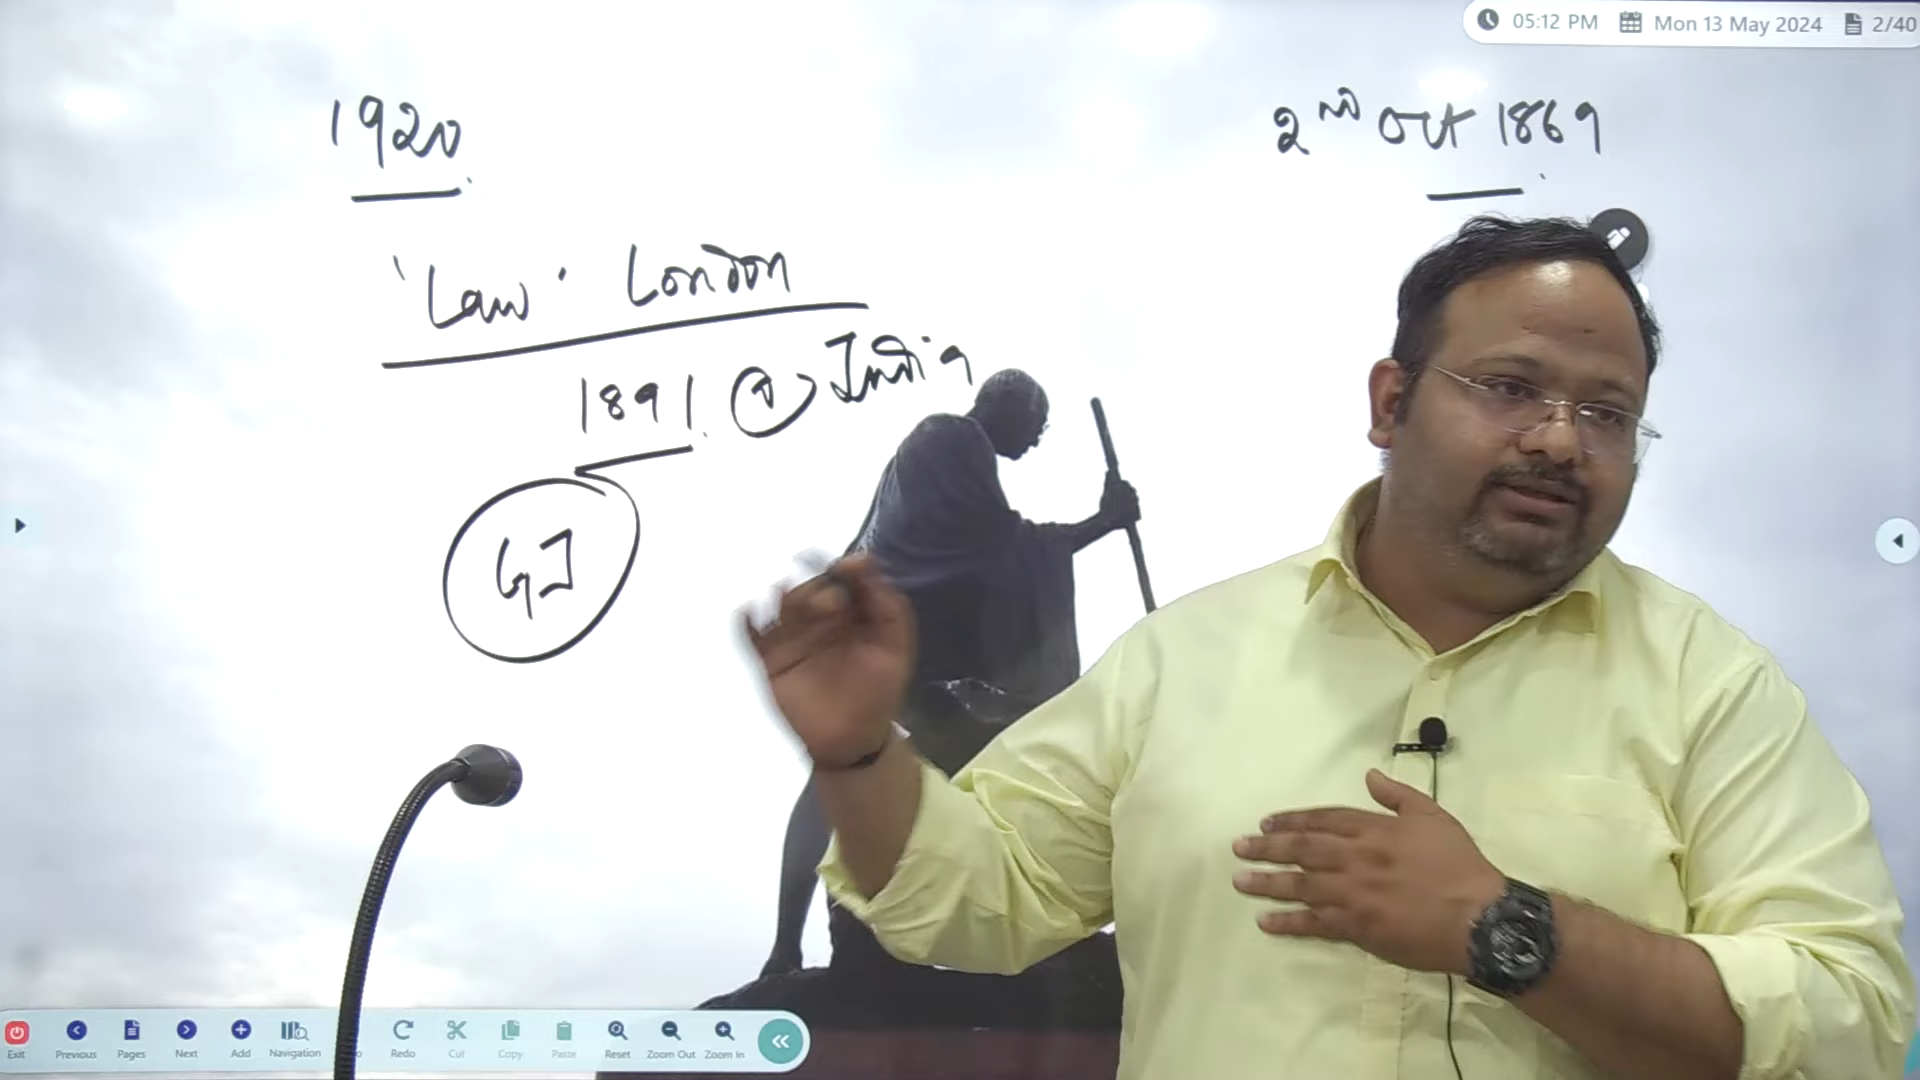 05:12 PM Mon 13 May 2024 2/40
1920
2nd Oct 1869
'Law' London
1891 India
GJ
Exit Previous Pages Next Add Navigation Redo Cut Copy Paste Reset Zoom Out Zoom In